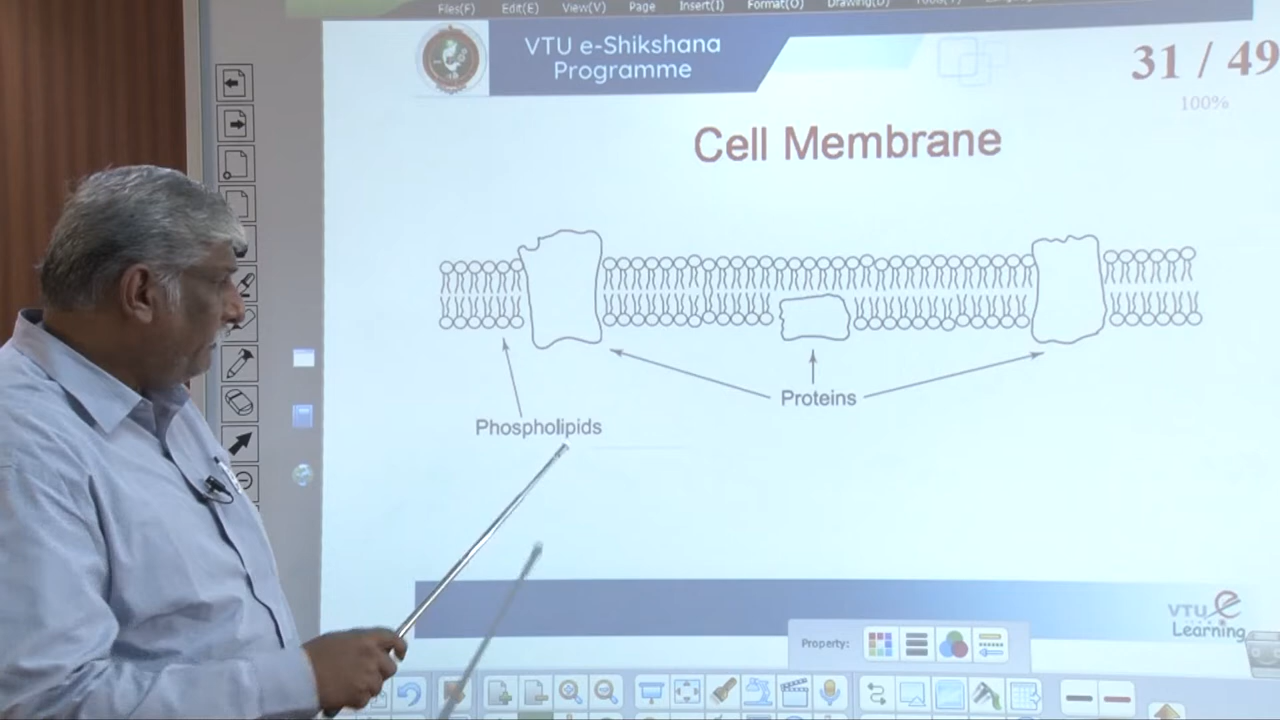 Files(F) Edit(E) View(V) Page Insert(I) Format(O) Drawing(D)
VTU e-Shikshana
Programme
31 / 49
100%
Cell Membrane
Proteins
Phospholipids
VTU e
Learning
Property: